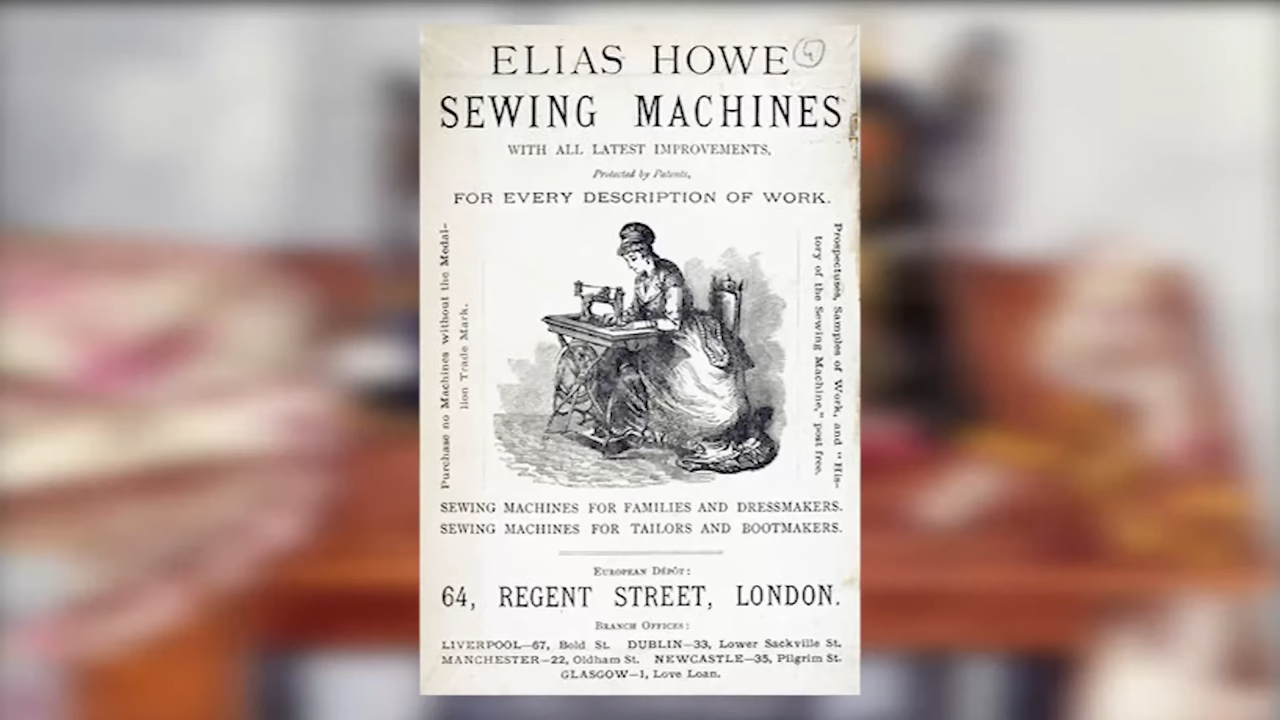 ELIAS HOWE
4
SEWING MACHINES
WITH ALL LATEST IMPROVEMENTS,
Protected by Patents,
FOR EVERY DESCRIPTION OF WORK.
Purchase no Machines without the Medal-
lion Trade Mark.
Prospectuses, Samples of Work, and "His-
tory of the Sewing Machine," post free.
SEWING MACHINES FOR FAMILIES AND DRESSMAKERS.
SEWING MACHINES FOR TAILORS AND BOOTMAKERS.
EUROPEAN DÉPÔT:
64, REGENT STREET, LONDON.
BRANCH OFFICES:
LIVERPOOL—67, Bold St. DUBLIN—33, Lower Sackville St.
MANCHESTER—22, Oldham St. NEWCASTLE—35, Pilgrim St.
GLASGOW—1, Love Loan.